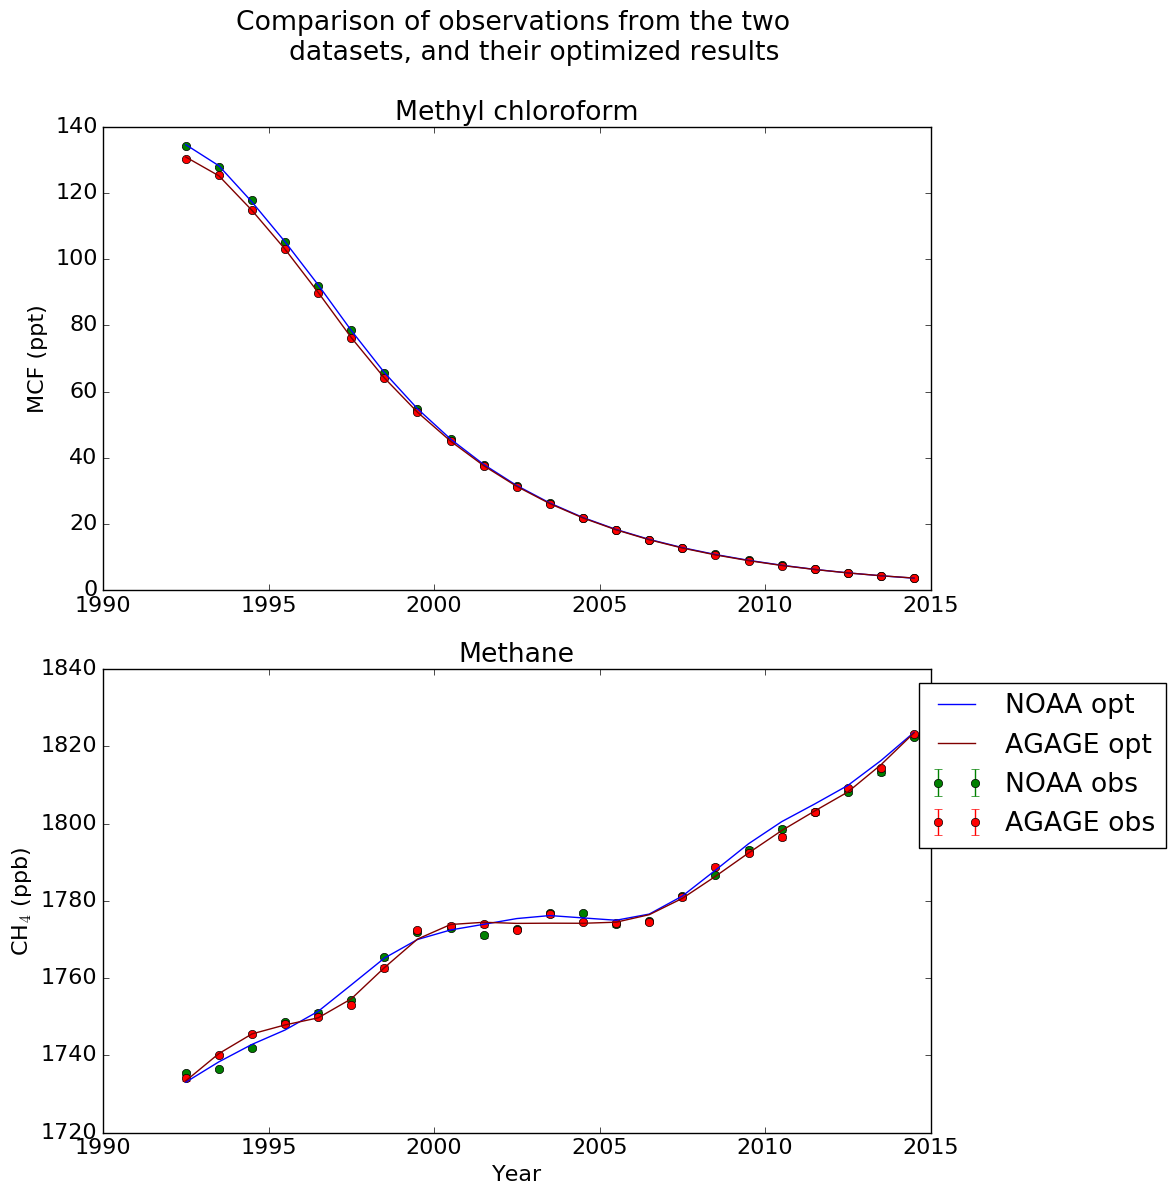 Comparison of observations from the two
datasets, and their optimized results
Methyl chloroform
140
120
100
80
60
40
20
0
MCF (ppt)
1990 1995 2000 2005 2010 2015
Methane
1840
1820
1800
1780
1760
1740
1720
CH₄ (ppb)
1990 1995 2000 2005 2010 2015
Year
NOAA opt
AGAGE opt
NOAA obs
AGAGE obs